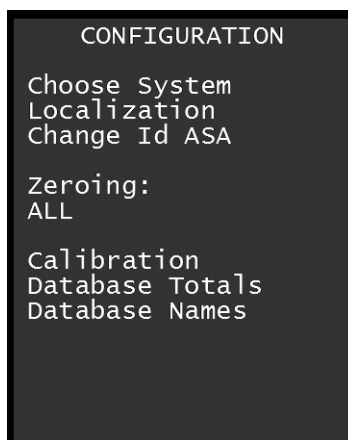 CONFIGURATION
Choose System
Localization
Change Id ASA
Zeroing:
ALL
Calibration
Database Totals
Database Names